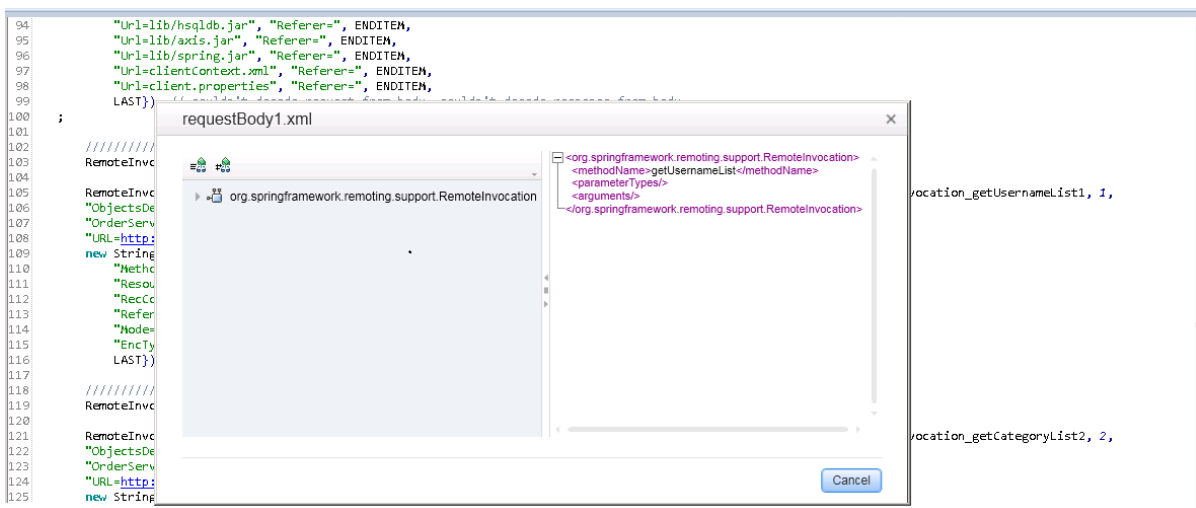 94 "Url=lib/hsqldb.jar", "Referer=", ENDITEM,
95 "Url=lib/axis.jar", "Referer=", ENDITEM,
96 "Url=lib/spring.jar", "Referer=", ENDITEM,
97 "Url=clientContext.xml", "Referer=", ENDITEM,
98 "Url=client.properties", "Referer=", ENDITEM,
99 LAST})
100 ;
101
102 //////////
103 RemoteInvo
104
105 RemoteInvo
106 "ObjectsDe
107 "OrderServ
108 "URL=http:
109 new String
110 "Metho
111 "Resou
112 "RecCo
113 "Refer
114 "Mode=
115 "EncTy
116 LAST})
117
118 //////////
119 RemoteInvo
120
121 RemoteInvo
122 "ObjectsDe
123 "OrderServ
124 "URL=http:
125 new String
requestBody1.xml
org.springframework.remoting.support.RemoteInvocation
<org.springframework.remoting.support.RemoteInvocation>
<methodName>getUsernameList</methodName>
<parameterTypes/>
<arguments/>
</org.springframework.remoting.support.RemoteInvocation>
vocation_getUsernameList1, 1,
vocation_getCategoryList2, 2,
Cancel